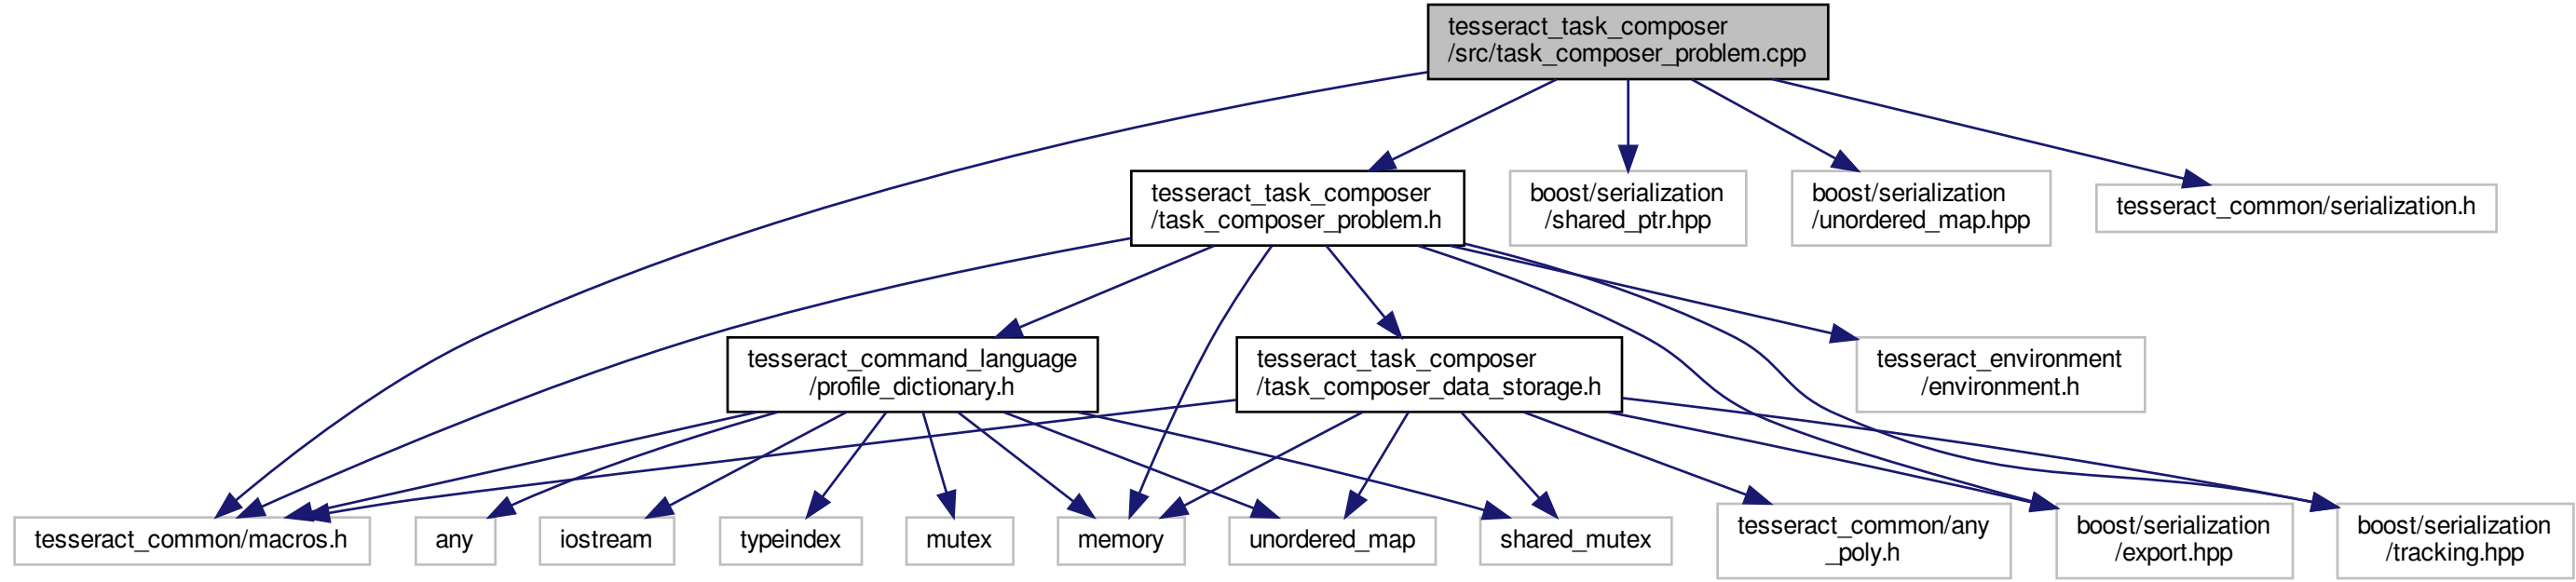 tesseract_task_composer
/src/task_composer_problem.cpp
tesseract_task_composer
/task_composer_problem.h
boost/serialization
/shared_ptr.hpp
boost/serialization
/unordered_map.hpp
tesseract_common/serialization.h
tesseract_command_language
/profile_dictionary.h
tesseract_task_composer
/task_composer_data_storage.h
tesseract_environment
/environment.h
tesseract_common/macros.h
any
iostream
typeindex
mutex
memory
unordered_map
shared_mutex
tesseract_common/any
_poly.h
boost/serialization
/export.hpp
boost/serialization
/tracking.hpp